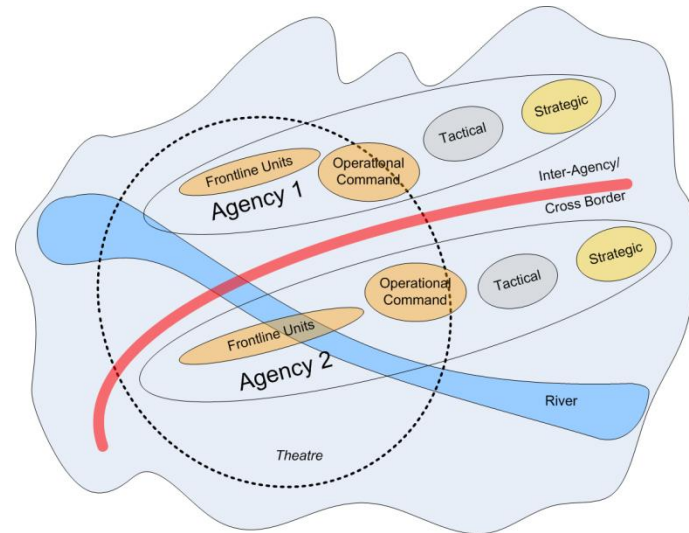 Strategic
Tactical
Operational
Command
Frontline Units
Agency 1
Inter-Agency/
Cross Border
Strategic
Tactical
Operational
Command
Frontline Units
Agency 2
River
Theatre